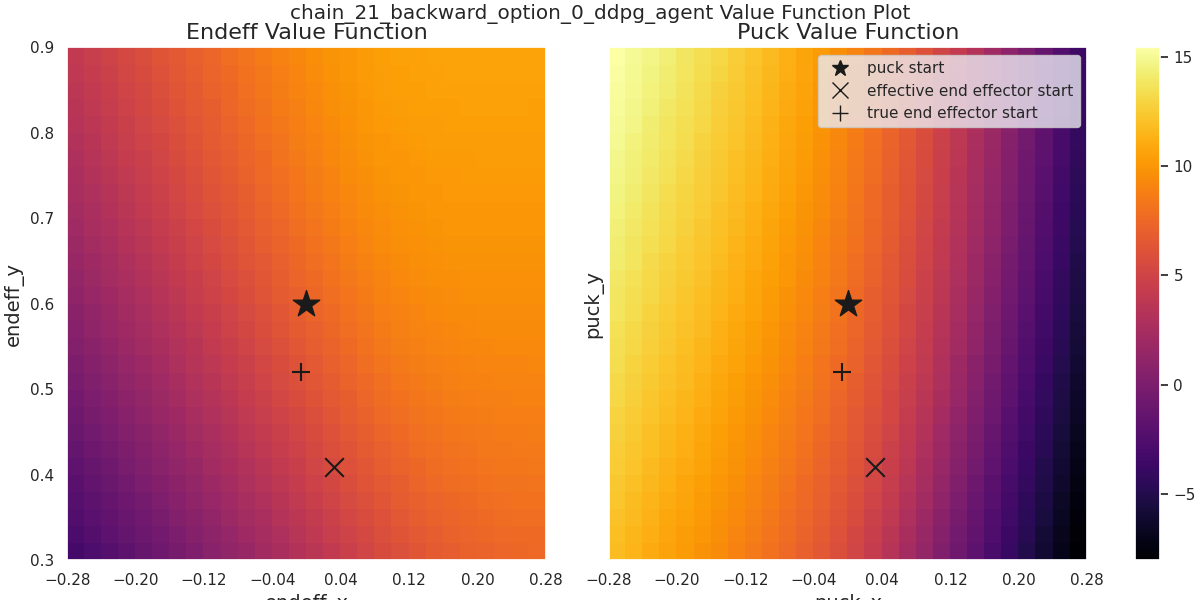 chain_21_backward_option_0_ddpg_agent Value Function Plot
Endeff Value Function
Puck Value Function
puck start
effective end effector start
true end effector start
endeff_y
0.9
0.8
0.7
0.6
0.5
0.4
0.3
−0.28 −0.20 −0.12 −0.04 0.04 0.12 0.20 0.28
endeff_x
puck_y
−0.28 −0.20 −0.12 −0.04 0.04 0.12 0.20 0.28
puck_x
15
10
5
0
−5